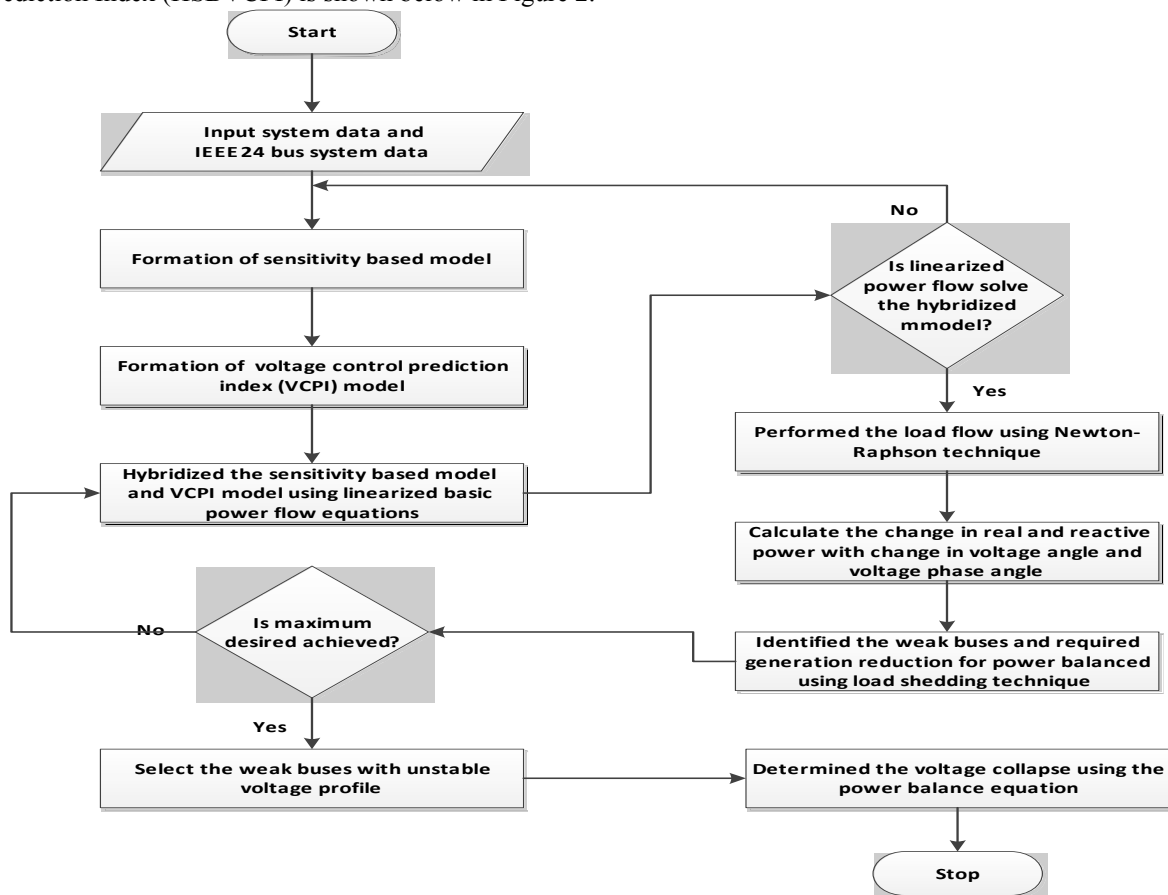 Start
Input system data and
IEEE24 bus system data
Formation of sensitivity based model
Formation of voltage control prediction
index (VCPI) model
Hybridized the sensitivity based model
and VCPI model using linearized basic
power flow equations
No
Is linearized
power flow solve
the hybridized
mmodel?
Yes
Performed the load flow using Newton-
Raphson technique
Calculate the change in real and reactive
power with change in voltage angle and
voltage phase angle
Identified the weak buses and required
generation reduction for power balanced
using load shedding technique
Is maximum
desired achieved?
No
Yes
Select the weak buses with unstable
voltage profile
Determined the voltage collapse using the
power balance equation
Stop